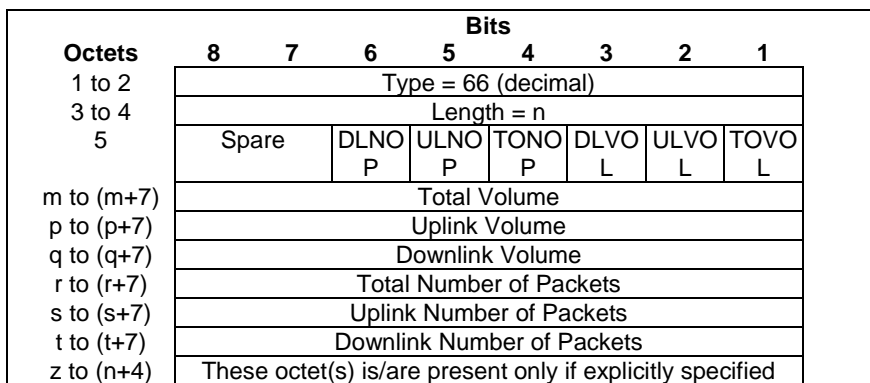 Bits
Octets 8 7 6 5 4 3 2 1
1 to 2 Type = 66 (decimal)
3 to 4 Length = n
5 Spare DLNO ULNO TONO DLVO ULVO TOVO
P P P L L L
m to (m+7) Total Volume
p to (p+7) Uplink Volume
q to (q+7) Downlink Volume
r to (r+7) Total Number of Packets
s to (s+7) Uplink Number of Packets
t to (t+7) Downlink Number of Packets
z to (n+4) These octet(s) is/are present only if explicitly specified